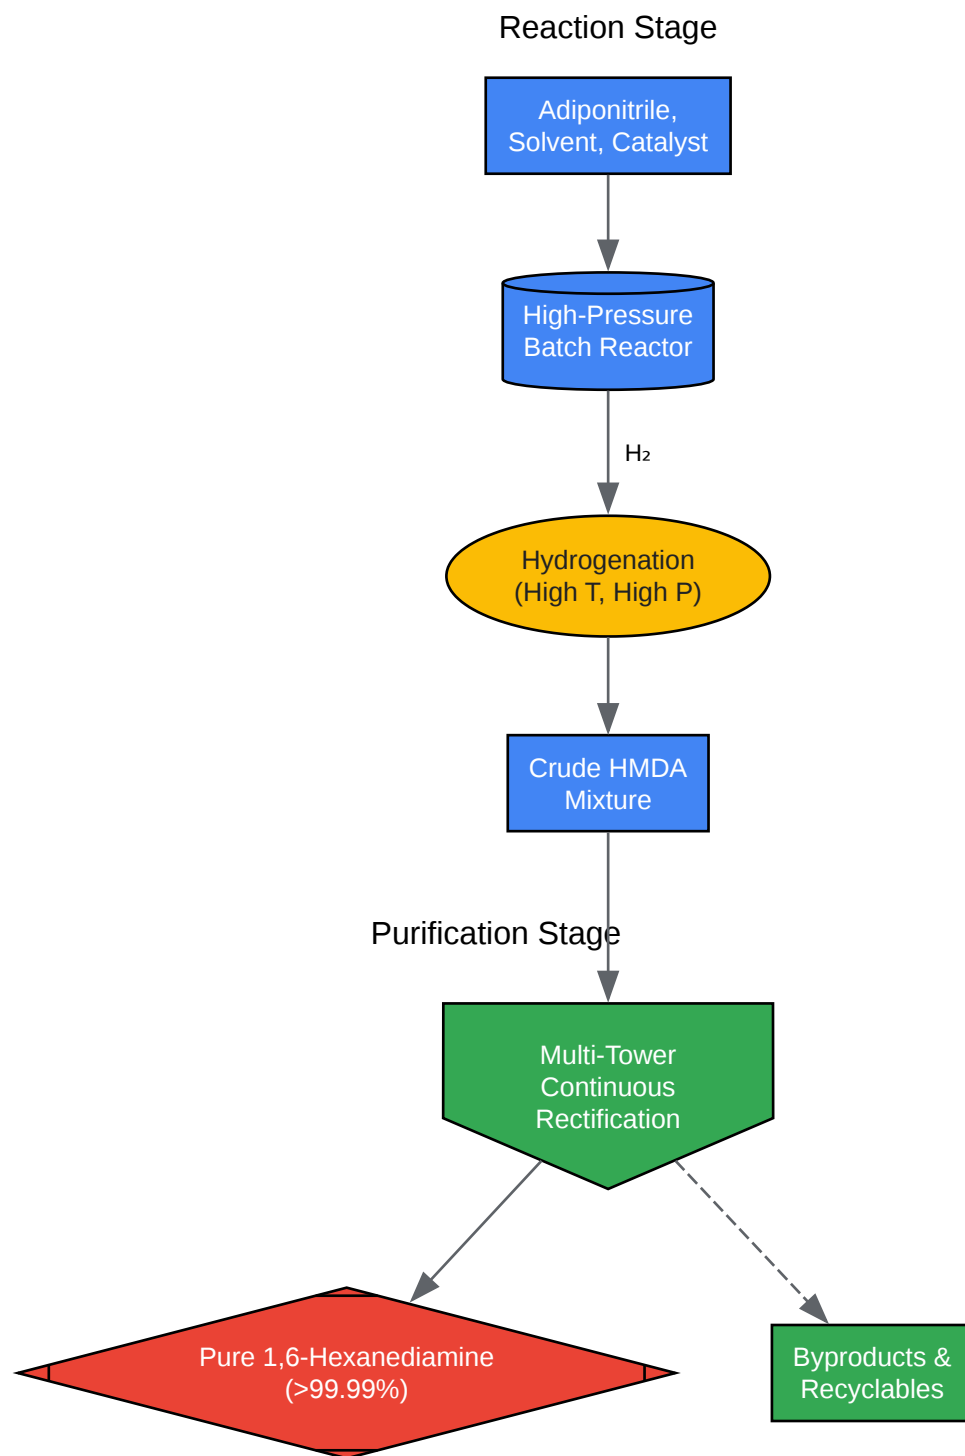 Reaction Stage
Adiponitrile,
Solvent, Catalyst
High-Pressure
Batch Reactor
H₂
Hydrogenation
(High T, High P)
Crude HMDA
Mixture
Purification Stage
Multi-Tower
Continuous
Rectification
Pure 1,6-Hexanediamine
(>99.99%)
Byproducts &
Recyclables